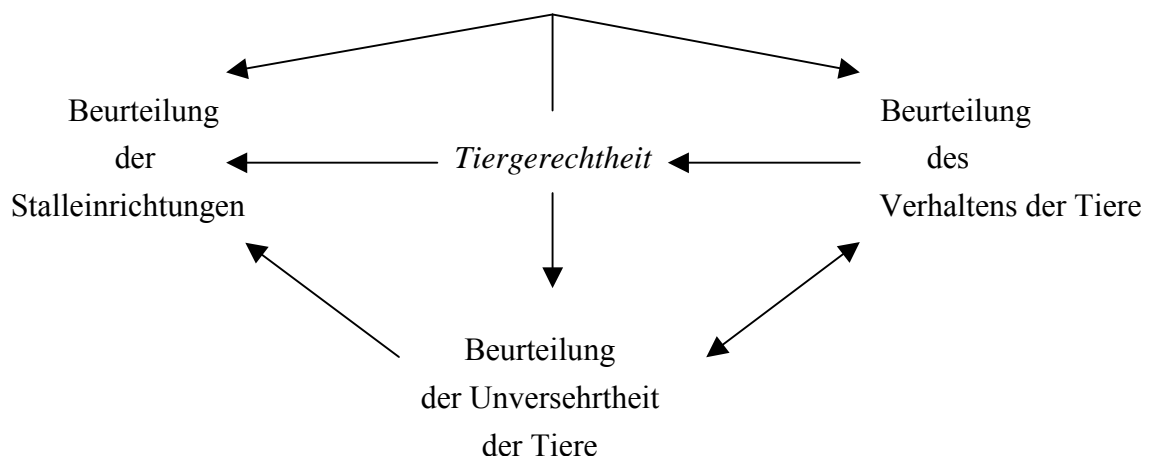 Beurteilung
der
Stalleinrichtungen
Tiergerechtheit
Beurteilung
des
Verhaltens der Tiere
Beurteilung
der Unversehrtheit
der Tiere